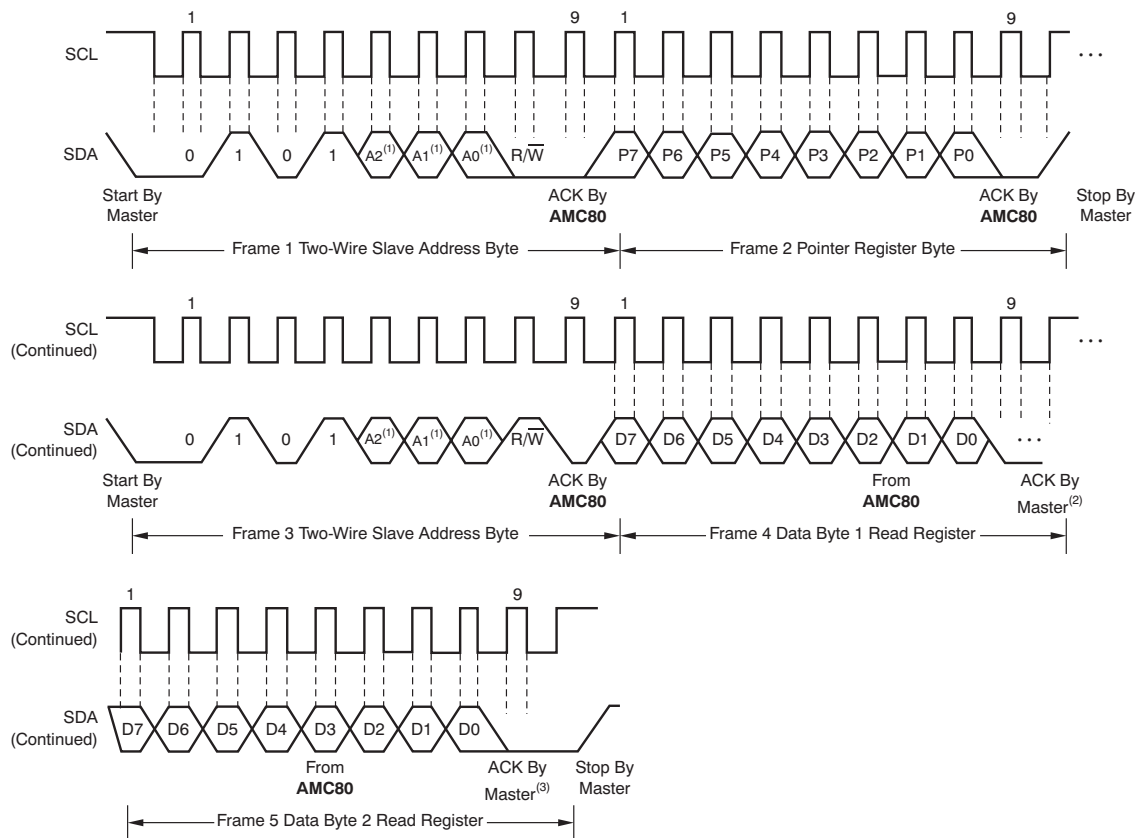 1 9 1 9
SCL ...
SDA 0 1 0 1 A2(1) A1(1) A0(1) R/W̅ P7 P6 P5 P4 P3 P2 P1 P0
Start By Master
ACK By AMC80
ACK By AMC80
Stop By Master
Frame 1 Two-Wire Slave Address Byte
Frame 2 Pointer Register Byte
1 9 1 9
SCL (Continued) ...
SDA (Continued) 0 1 0 1 A2(1) A1(1) A0(1) R/W̅ D7 D6 D5 D4 D3 D2 D1 D0 ...
Start By Master
ACK By AMC80
From AMC80
ACK By Master(2)
Frame 3 Two-Wire Slave Address Byte
Frame 4 Data Byte 1 Read Register
1 9
SCL (Continued)
SDA (Continued) D7 D6 D5 D4 D3 D2 D1 D0
From AMC80
ACK By Master(3)
Stop By Master
Frame 5 Data Byte 2 Read Register